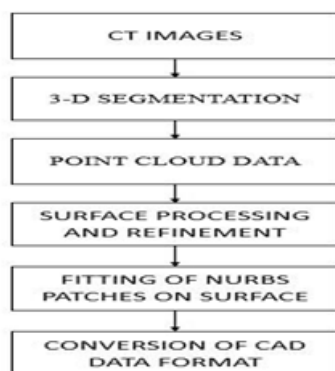 CT IMAGES
3-D SEGMENTATION
POINT CLOUD DATA
SURFACE PROCESSING
AND REFINEMENT
FITTING OF NURBS
PATCHES ON SURFACE
CONVERSION OF CAD
DATA FORMAT